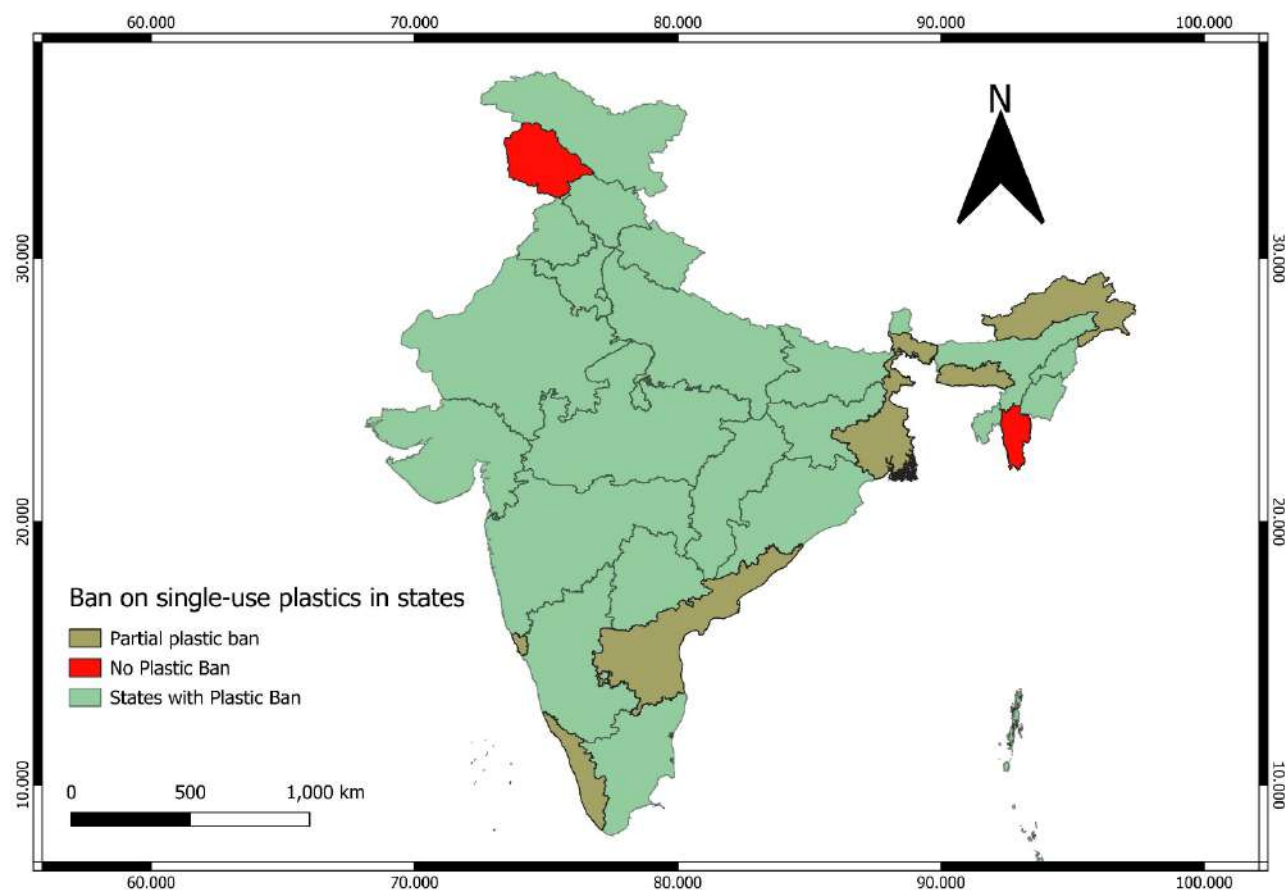 60.000 70.000 80.000 90.000 100.000
N
30.000 30.000
20.000 20.000
Ban on single-use plastics in states
Partial plastic ban
No Plastic Ban
States with Plastic Ban
10.000 10.000
0 500 1,000 km
60.000 70.000 80.000 90.000 100.000